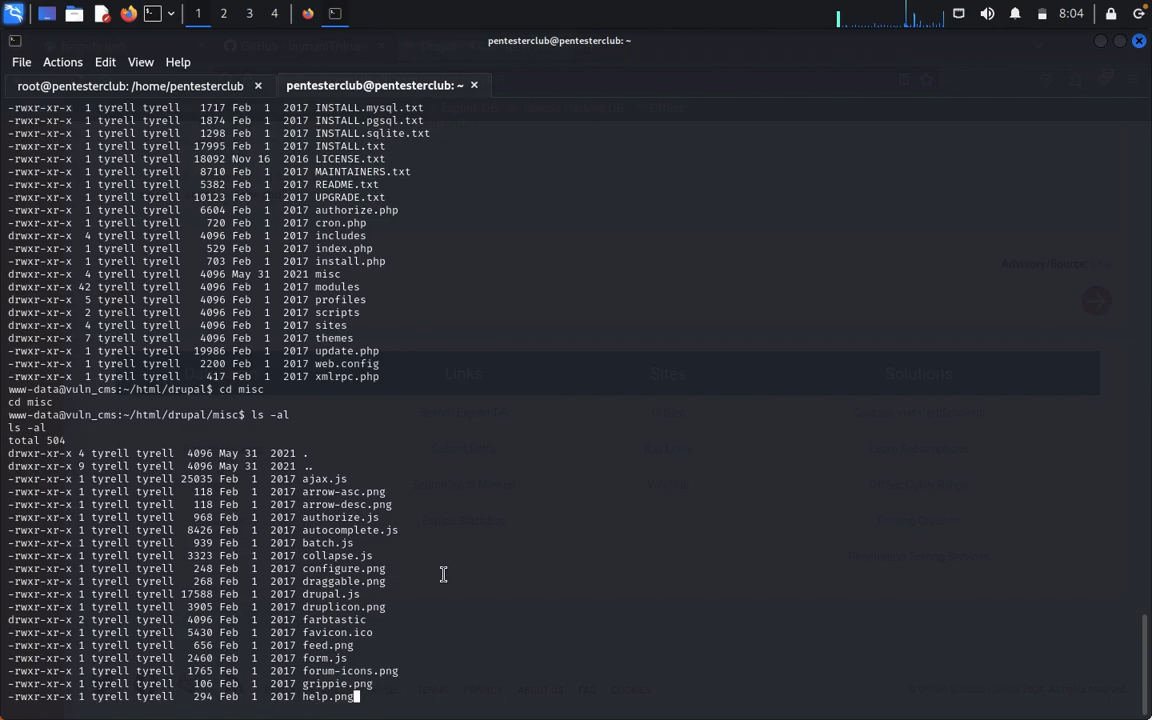 1 2 3 4 8:04
pentesterclub@pentesterclub: ~
File Actions Edit View Help
root@pentesterclub: /home/pentesterclub × pentesterclub@pentesterclub: ~ ×
-rwxr-xr-x 1 tyrell tyrell 1717 Feb 1 2017 INSTALL.mysql.txt
-rwxr-xr-x 1 tyrell tyrell 1874 Feb 1 2017 INSTALL.pgsql.txt
-rwxr-xr-x 1 tyrell tyrell 1298 Feb 1 2017 INSTALL.sqlite.txt
-rwxr-xr-x 1 tyrell tyrell 17995 Feb 1 2017 INSTALL.txt
-rwxr-xr-x 1 tyrell tyrell 18092 Nov 16 2016 LICENSE.txt
-rwxr-xr-x 1 tyrell tyrell 8710 Feb 1 2017 MAINTAINERS.txt
-rwxr-xr-x 1 tyrell tyrell 5382 Feb 1 2017 README.txt
-rwxr-xr-x 1 tyrell tyrell 10123 Feb 1 2017 UPGRADE.txt
-rwxr-xr-x 1 tyrell tyrell 6604 Feb 1 2017 authorize.php
-rwxr-xr-x 1 tyrell tyrell 720 Feb 1 2017 cron.php
drwxr-xr-x 4 tyrell tyrell 4096 Feb 1 2017 includes
-rwxr-xr-x 1 tyrell tyrell 529 Feb 1 2017 index.php
-rwxr-xr-x 1 tyrell tyrell 703 Feb 1 2017 install.php
drwxr-xr-x 4 tyrell tyrell 4096 May 31 2021 misc
drwxr-xr-x 42 tyrell tyrell 4096 Feb 1 2017 modules
drwxr-xr-x 5 tyrell tyrell 4096 Feb 1 2017 profiles
drwxr-xr-x 2 tyrell tyrell 4096 Feb 1 2017 scripts
drwxr-xr-x 4 tyrell tyrell 4096 Feb 1 2017 sites
drwxr-xr-x 7 tyrell tyrell 4096 Feb 1 2017 themes
-rwxr-xr-x 1 tyrell tyrell 19986 Feb 1 2017 update.php
-rwxr-xr-x 1 tyrell tyrell 2200 Feb 1 2017 web.config
-rwxr-xr-x 1 tyrell tyrell 417 Feb 1 2017 xmlrpc.php
www-data@vuln_cms:~/html/drupal$ cd misc
cd misc
www-data@vuln_cms:~/html/drupal/misc$ ls -al
ls -al
total 504
drwxr-xr-x 4 tyrell tyrell 4096 May 31 2021 .
drwxr-xr-x 9 tyrell tyrell 4096 May 31 2021 ..
-rwxr-xr-x 1 tyrell tyrell 25035 Feb 1 2017 ajax.js
-rwxr-xr-x 1 tyrell tyrell 118 Feb 1 2017 arrow-asc.png
-rwxr-xr-x 1 tyrell tyrell 118 Feb 1 2017 arrow-desc.png
-rwxr-xr-x 1 tyrell tyrell 968 Feb 1 2017 authorize.js
-rwxr-xr-x 1 tyrell tyrell 8426 Feb 1 2017 autocomplete.js
-rwxr-xr-x 1 tyrell tyrell 939 Feb 1 2017 batch.js
-rwxr-xr-x 1 tyrell tyrell 3323 Feb 1 2017 collapse.js
-rwxr-xr-x 1 tyrell tyrell 248 Feb 1 2017 configure.png
-rwxr-xr-x 1 tyrell tyrell 268 Feb 1 2017 draggable.png
-rwxr-xr-x 1 tyrell tyrell 17588 Feb 1 2017 drupal.js
-rwxr-xr-x 1 tyrell tyrell 3905 Feb 1 2017 druplicon.png
drwxr-xr-x 2 tyrell tyrell 4096 Feb 1 2017 farbtastic
-rwxr-xr-x 1 tyrell tyrell 5430 Feb 1 2017 favicon.ico
-rwxr-xr-x 1 tyrell tyrell 656 Feb 1 2017 feed.png
-rwxr-xr-x 1 tyrell tyrell 2460 Feb 1 2017 form.js
-rwxr-xr-x 1 tyrell tyrell 1765 Feb 1 2017 forum-icons.png
-rwxr-xr-x 1 tyrell tyrell 106 Feb 1 2017 grippie.png
-rwxr-xr-x 1 tyrell tyrell 294 Feb 1 2017 help.png
Advisory/Source:
Links Sites Solutions